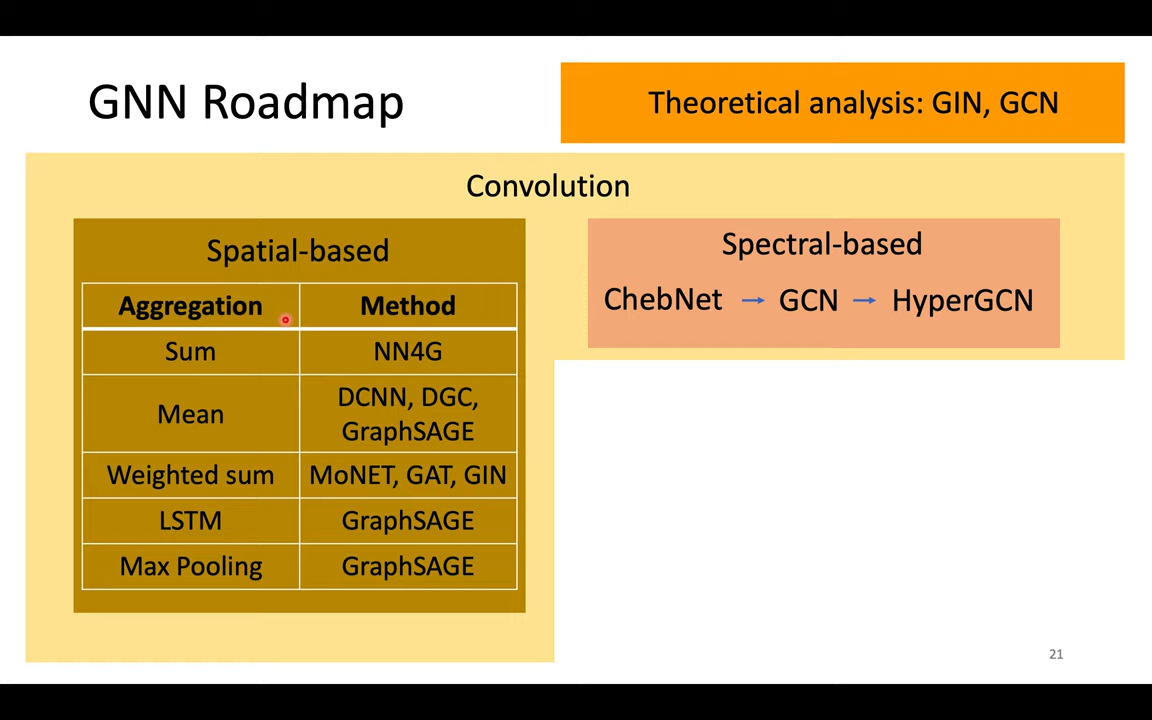 GNN Roadmap
Theoretical analysis: GIN, GCN
Convolution
Spatial-based
Aggregation Method
Sum NN4G
Mean DCNN, DGC,
GraphSAGE
Weighted sum MoNET, GAT, GIN
LSTM GraphSAGE
Max Pooling GraphSAGE
Spectral-based
ChebNet → GCN → HyperGCN
21